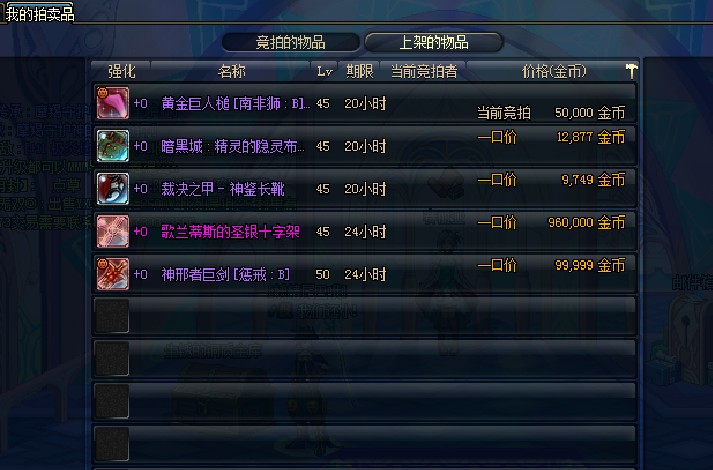 我的拍卖品
竞拍的物品 上架的物品
强化 名称 Lv 期限 当前竞拍者 价格(金币)
+0 黄金巨人槌[南非狮 : B]... 45 20小时 当前竞拍 50,000 金币
+0 暗黑城 : 精灵的隐灵布... 45 20小时 一口价 12,877 金币
+0 裁决之甲 - 神鉴长靴 45 20小时 一口价 9,749 金币
+0 歌兰蒂斯的圣银十字架 45 24小时 一口价 960,000 金币
+0 神邪者巨剑[惩戒 : B] 50 24小时 一口价 99,999 金币